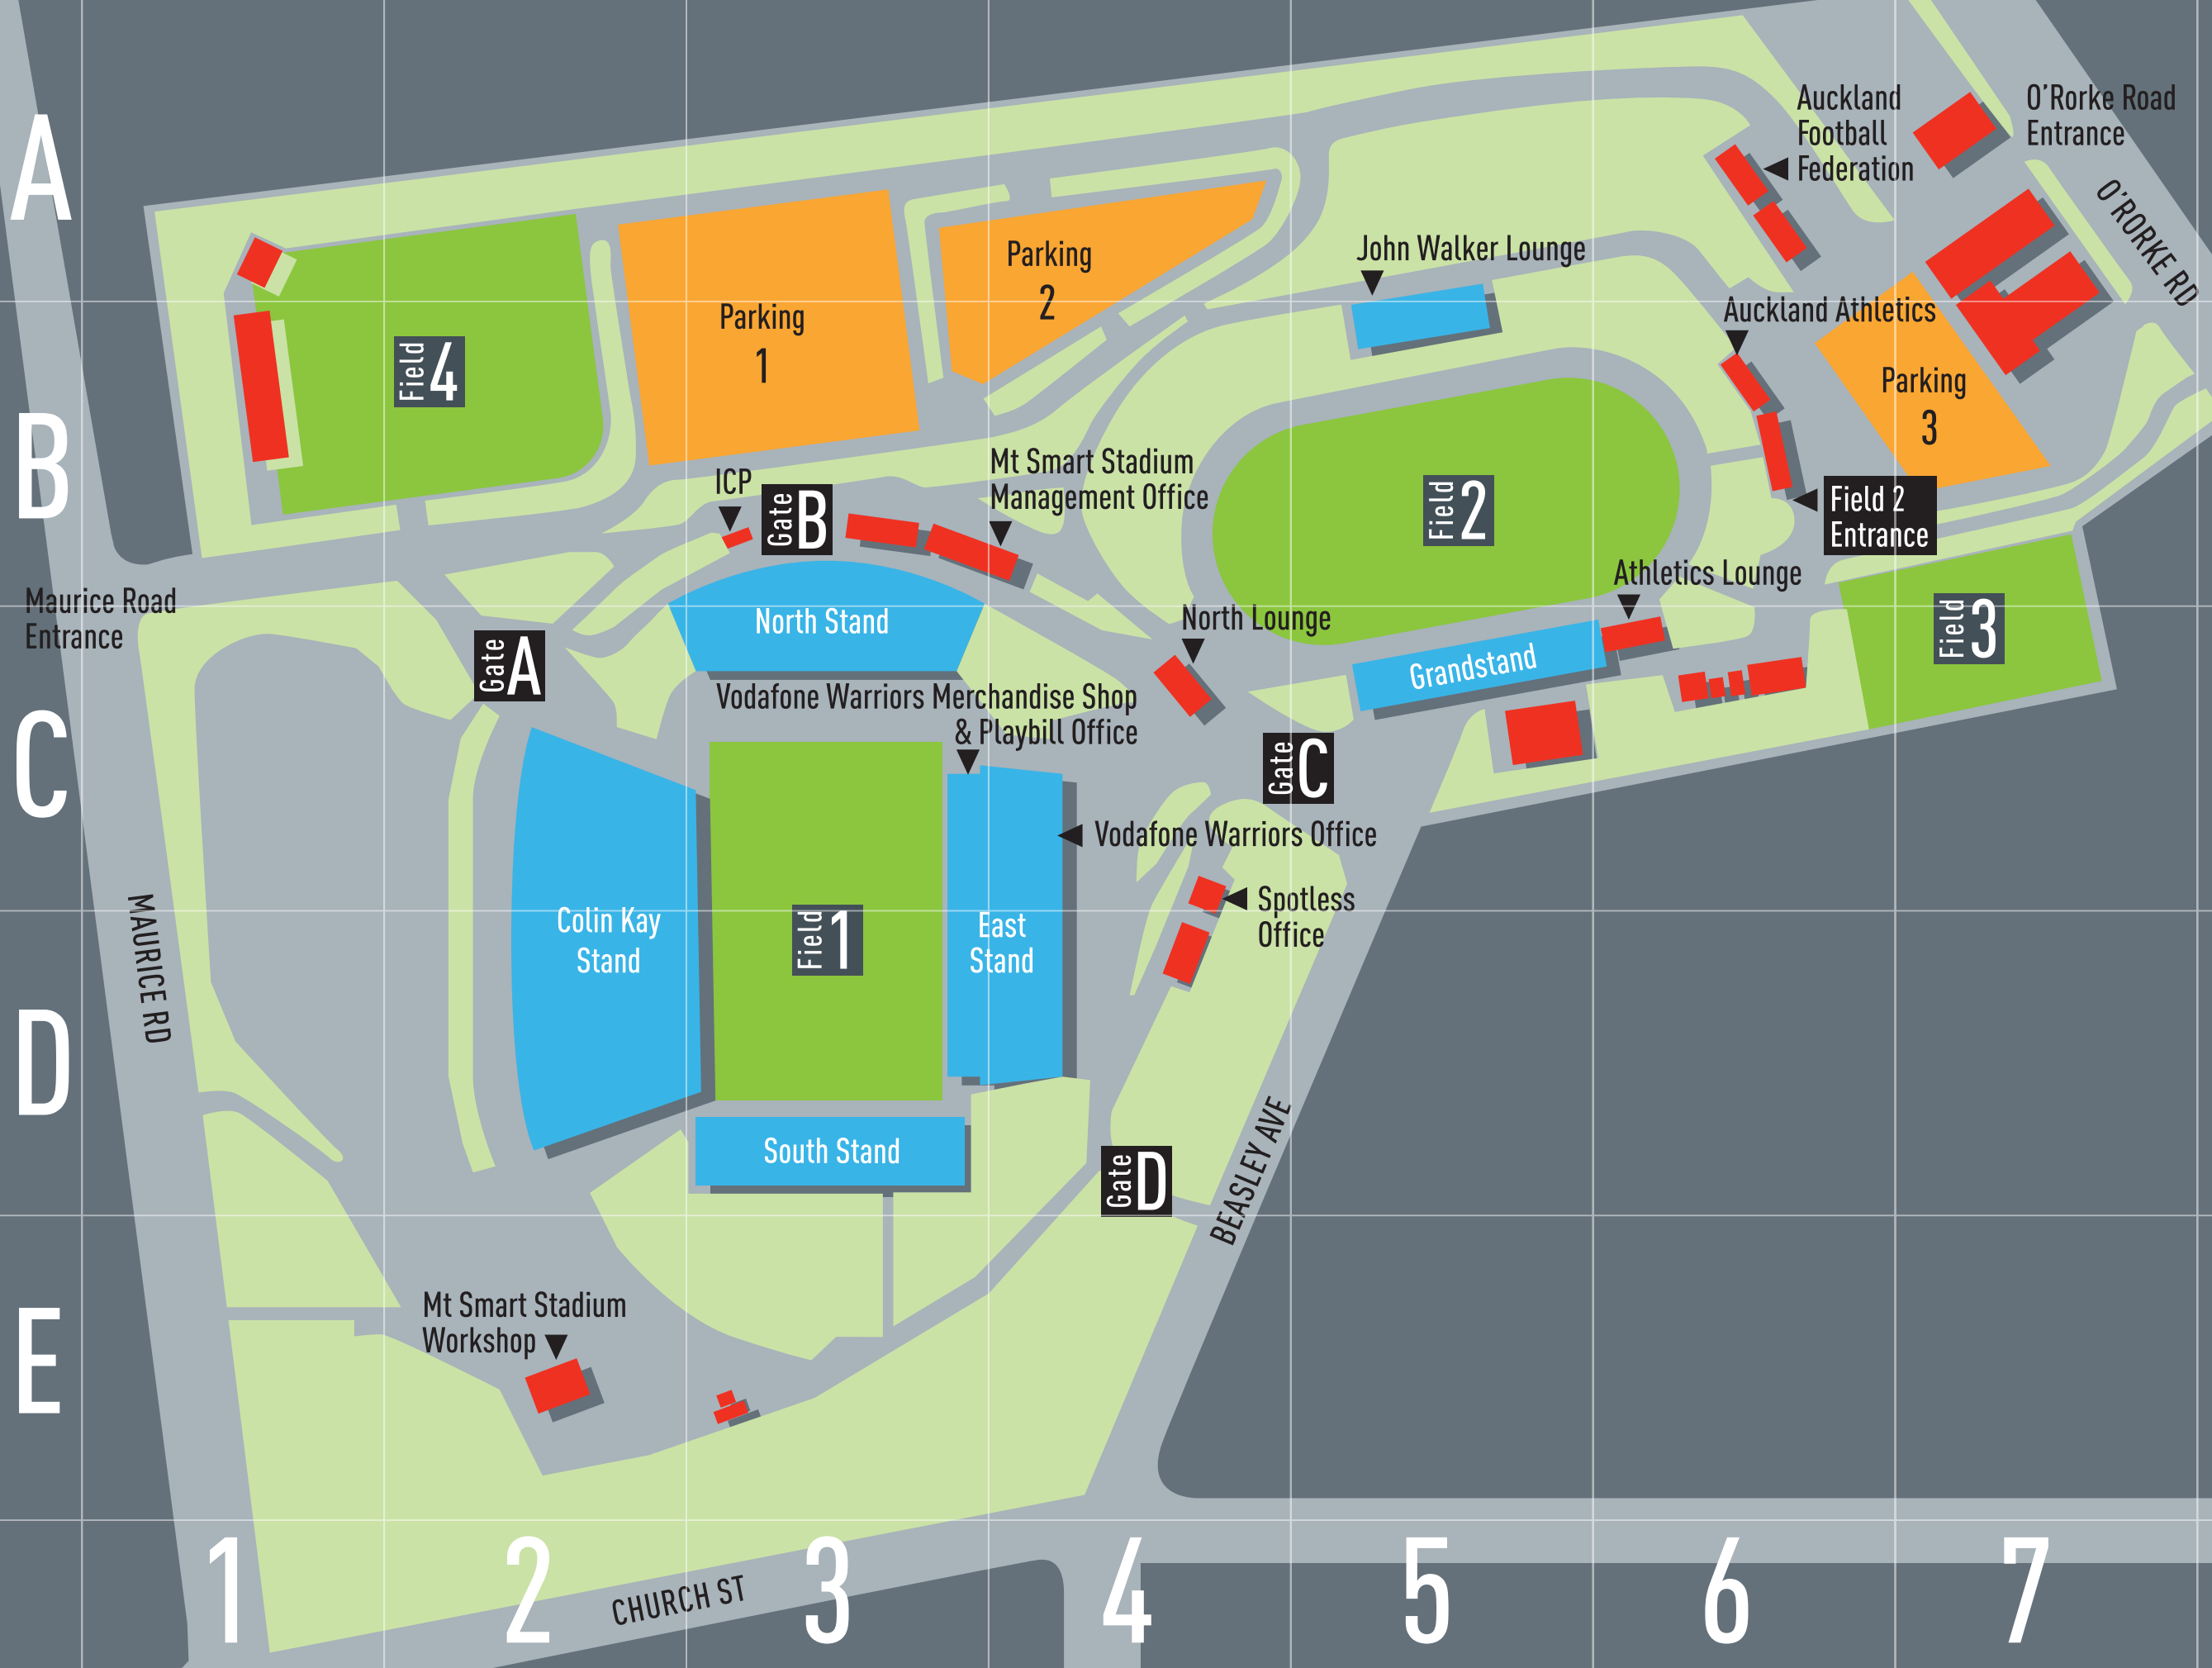 A
B
C
D
E
1
2
3
4
5
6
7
Auckland
Football
Federation
O'Rorke Road
Entrance
O'RORKE RD
John Walker Lounge
Parking
2
Parking
1
Auckland Athletics
Parking
3
Field 4
Mt Smart Stadium
Management Office
ICP
Gate B
Field 2
Field 2
Entrance
Athletics Lounge
Maurice Road
Entrance
North Stand
North Lounge
Field 3
Gate A
Grandstand
Vodafone Warriors Merchandise Shop
& Playbill Office
Gate C
Vodafone Warriors Office
Spotless
Office
MAURICE RD
Colin Kay
Stand
Field 1
East
Stand
South Stand
Gate D
BEASLEY AVE
Mt Smart Stadium
Workshop
CHURCH ST